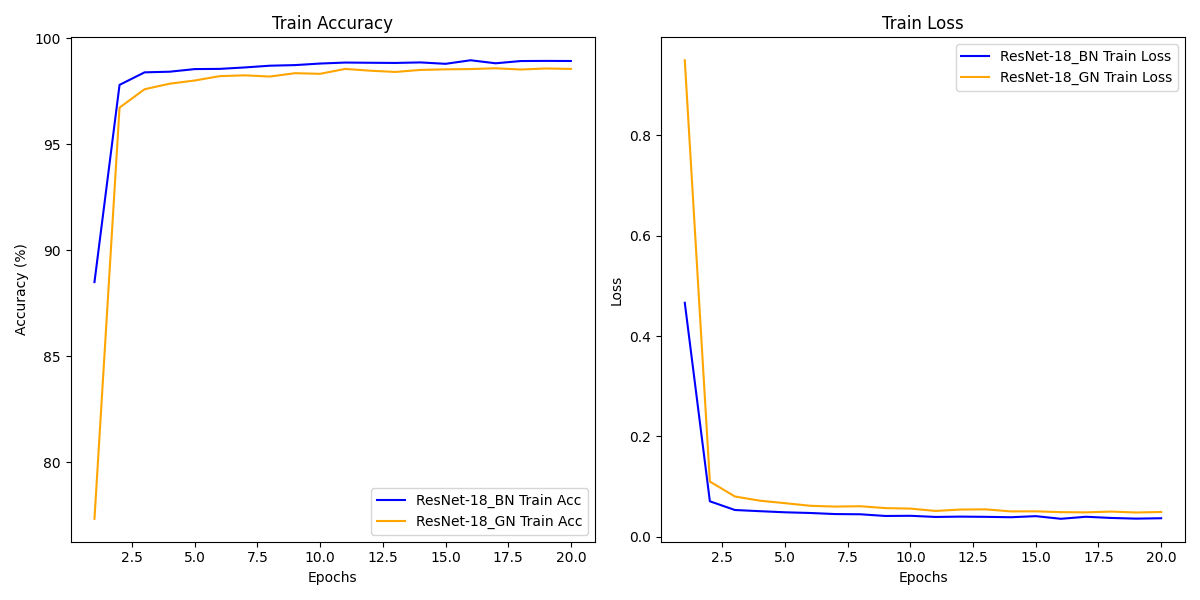 Train Accuracy
Accuracy (%)
100
95
90
85
80
2.5 5.0 7.5 10.0 12.5 15.0 17.5 20.0
Epochs
ResNet-18_BN Train Acc
ResNet-18_GN Train Acc
Train Loss
Loss
0.8
0.6
0.4
0.2
0.0
2.5 5.0 7.5 10.0 12.5 15.0 17.5 20.0
Epochs
ResNet-18_BN Train Loss
ResNet-18_GN Train Loss